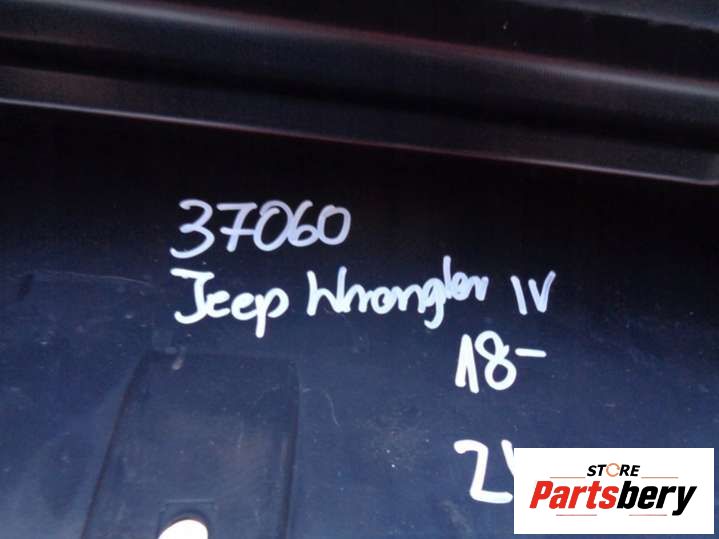 37060
Jeep Wrangler IV
18-
STORE
Partsbery